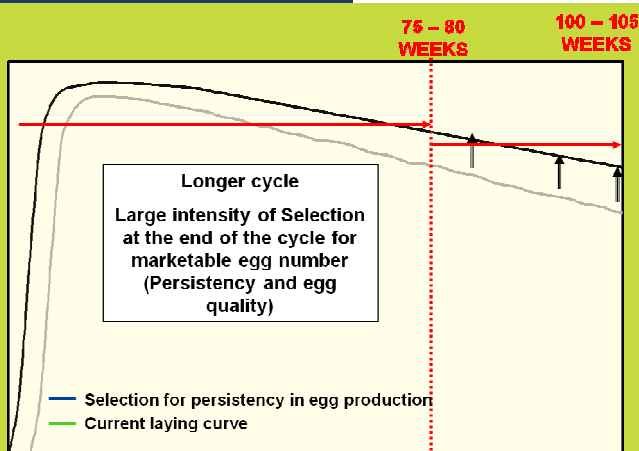 75 – 80
WEEKS
100 – 105
WEEKS
Longer cycle
Large intensity of Selection
at the end of the cycle for
marketable egg number
(Persistency and egg
quality)
Selection for persistency in egg production
Current laying curve